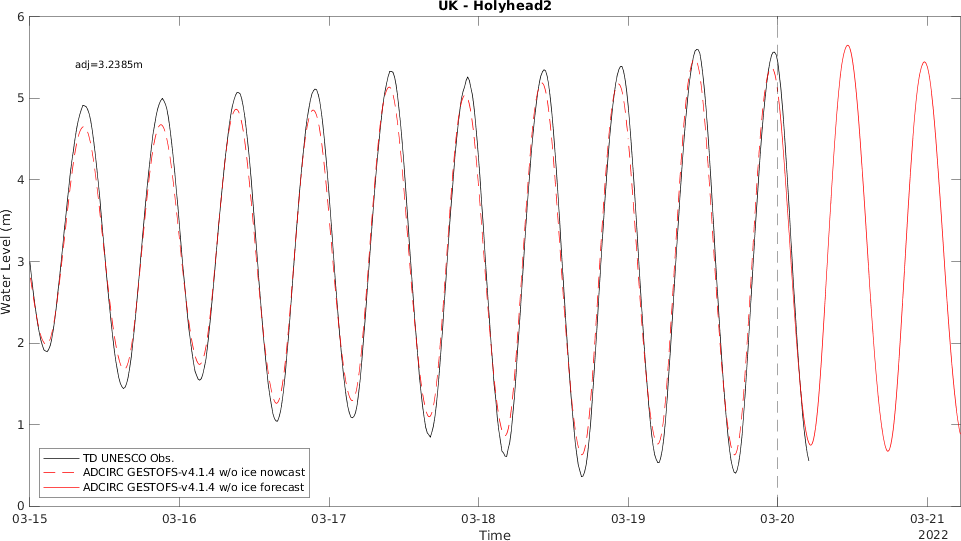 UK - Holyhead2
6
5
4
3
2
1
0
Water Level (m)
adj=3.2385m
TD UNESCO Obs.
ADCIRC GESTOFS-v4.1.4 w/o ice nowcast
ADCIRC GESTOFS-v4.1.4 w/o ice forecast
03-15 03-16 03-17 03-18 03-19 03-20 03-21
Time
2022